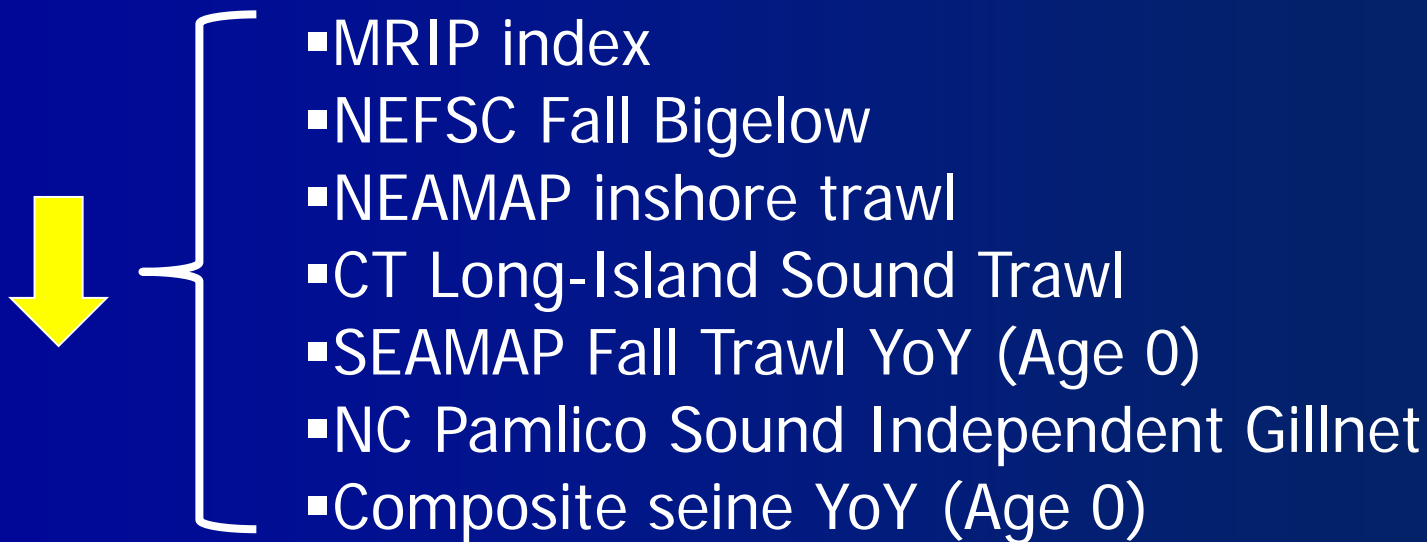 ▪MRIP index
▪NEFSC Fall Bigelow
▪NEAMAP inshore trawl
▪CT Long-Island Sound Trawl
▪SEAMAP Fall Trawl YoY (Age 0)
▪NC Pamlico Sound Independent Gillnet
▪Composite seine YoY (Age 0)